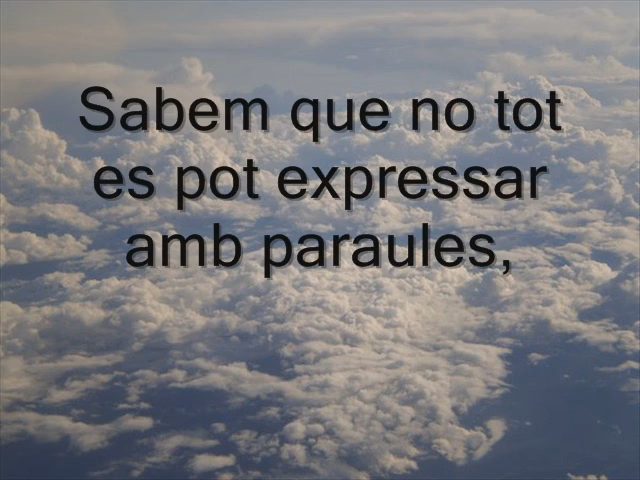 Sabem que no tot
es pot expressar
amb paraules,